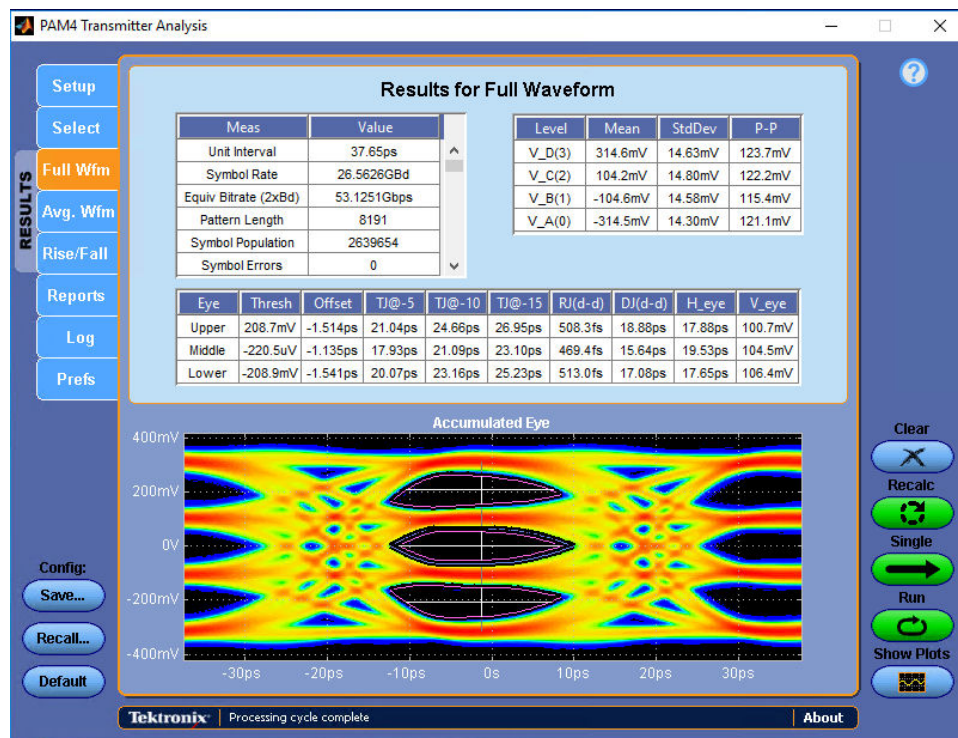 PAM4 Transmitter Analysis
Setup
Select
RESULTS
Full Wfm
Avg. Wfm
Rise/Fall
Reports
Log
Prefs
Results for Full Waveform
Meas Value
Unit Interval 37.65ps
Symbol Rate 26.5626GBd
Equiv Bitrate (2xBd) 53.1251Gbps
Pattern Length 8191
Symbol Population 2639654
Symbol Errors 0
Level Mean StdDev P-P
V_D(3) 314.6mV 14.63mV 123.7mV
V_C(2) 104.2mV 14.80mV 122.2mV
V_B(1) -104.6mV 14.58mV 115.4mV
V_A(0) -314.5mV 14.30mV 121.1mV
Eye Thresh Offset TJ@-5 TJ@-10 TJ@-15 RJ(d-d) DJ(d-d) H_eye V_eye
Upper 208.7mV -1.514ps 21.04ps 24.66ps 26.95ps 508.3fs 18.88ps 17.88ps 100.7mV
Middle -220.5uV -1.135ps 17.93ps 21.09ps 23.10ps 469.4fs 15.64ps 19.53ps 104.5mV
Lower -208.9mV -1.541ps 20.07ps 23.16ps 25.23ps 513.0fs 17.08ps 17.65ps 106.4mV
Accumulated Eye
400mV
200mV
0V
-200mV
-400mV
-30ps -20ps -10ps 0s 10ps 20ps 30ps
Config:
Save...
Recall...
Default
?
Clear
Recalc
Single
Run
Show Plots
Tektronix Processing cycle complete About